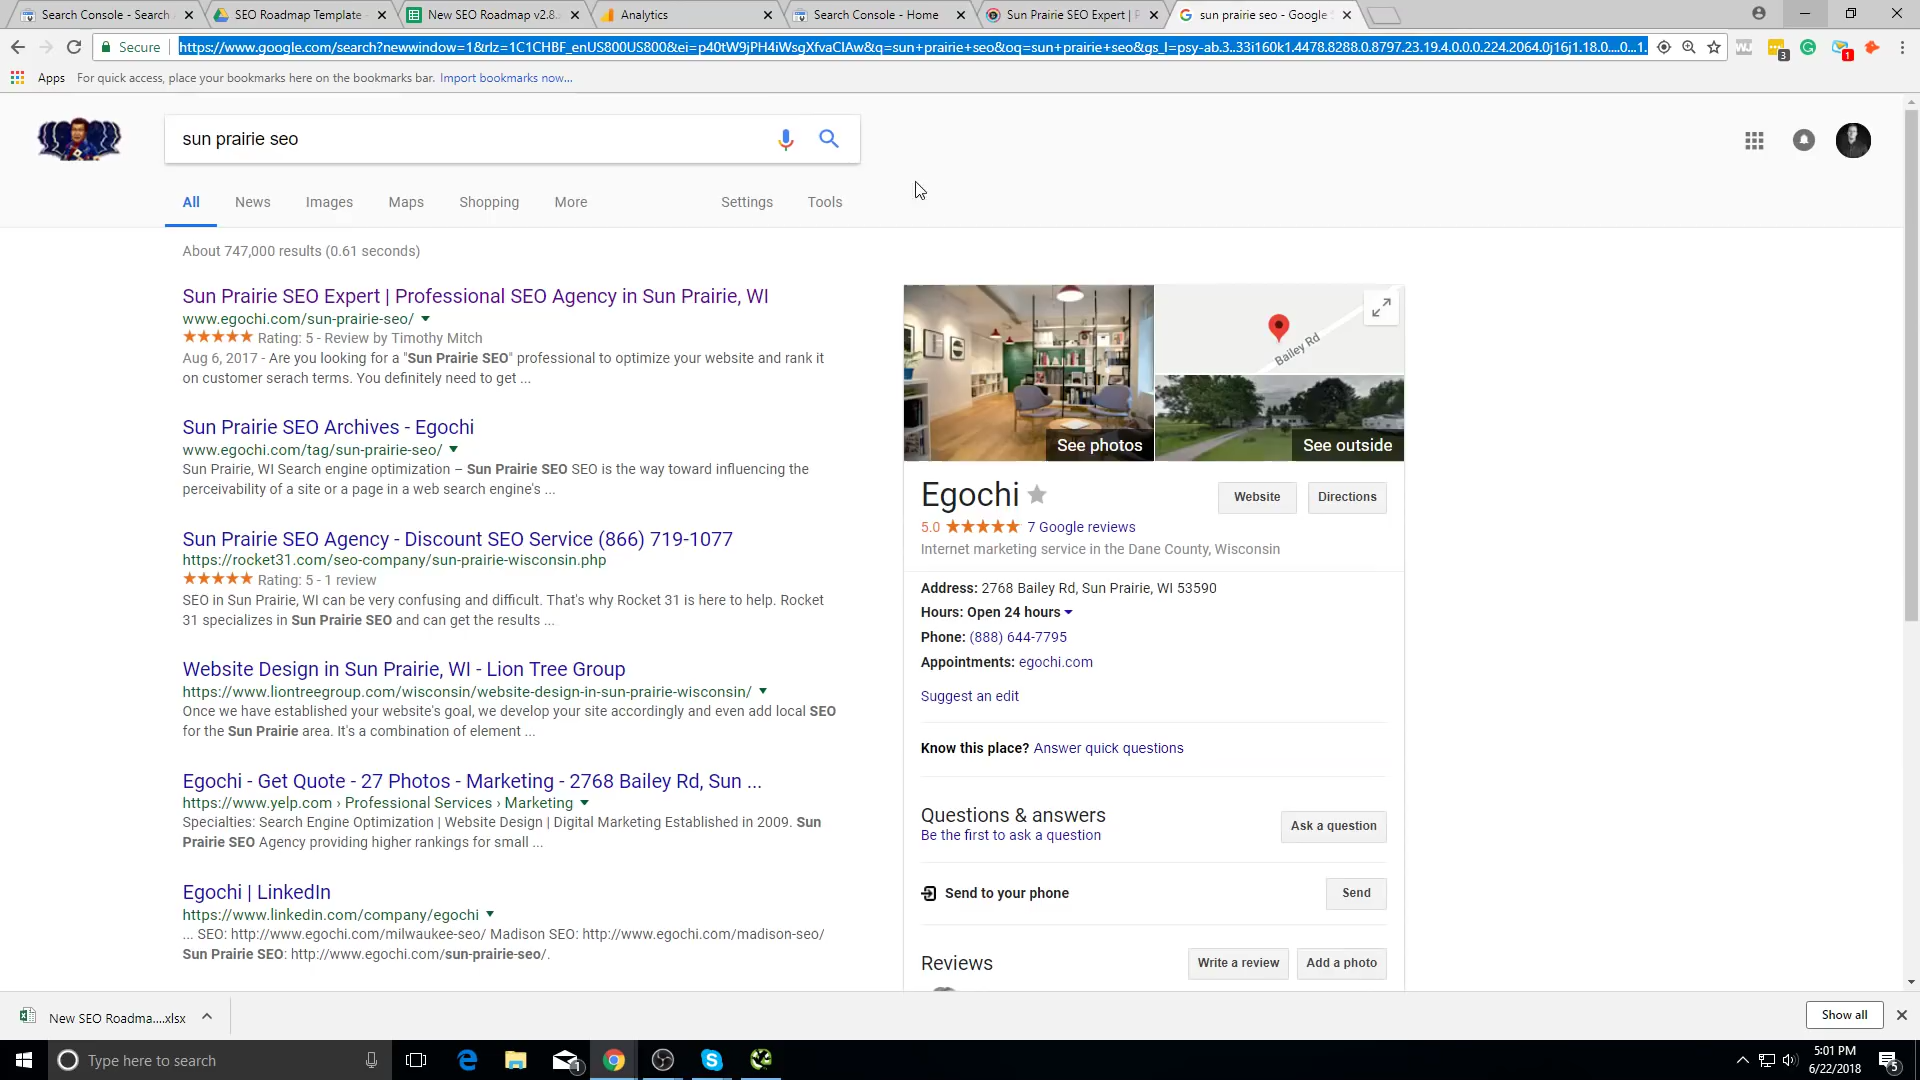 Search Console - Search
SEO Roadmap Template -
New SEO Roadmap v2.8.
Analytics
Search Console - Home
Sun Prairie SEO Expert |
sun prairie seo - Google
Secure
https://www.google.com/search?newwindow=1&rlz=1C1CHBF_enUS800US800&ei=p40tW9jPH4iWsgXfvaCIAw&q=sun+prairie+seo&oq=sun+prairie+seo&gs_l=psy-ab.3..33i160k1.4478.8288.0.8797.23.19.4.0.0.0.224.2064.0j16j1.18.0....0...1.
3
1
Apps
For quick access, place your bookmarks here on the bookmarks bar. Import bookmarks now...
sun prairie seo
All News Images Maps Shopping More Settings Tools
About 747,000 results (0.61 seconds)
Sun Prairie SEO Expert | Professional SEO Agency in Sun Prairie, WI
www.egochi.com/sun-prairie-seo/
Rating: 5 - Review by Timothy Mitch
Aug 6, 2017 - Are you looking for a "Sun Prairie SEO" professional to optimize your website and rank it
on customer serach terms. You definitely need to get ...
Sun Prairie SEO Archives - Egochi
www.egochi.com/tag/sun-prairie-seo/
Sun Prairie, WI Search engine optimization – Sun Prairie SEO SEO is the way toward influencing the
perceivability of a site or a page in a web search engine's ...
Sun Prairie SEO Agency - Discount SEO Service (866) 719-1077
https://rocket31.com/seo-company/sun-prairie-wisconsin.php
Rating: 5 - 1 review
SEO in Sun Prairie, WI can be very confusing and difficult. That's why Rocket 31 is here to help. Rocket
31 specializes in Sun Prairie SEO and can get the results ...
Website Design in Sun Prairie, WI - Lion Tree Group
https://www.liontreegroup.com/wisconsin/website-design-in-sun-prairie-wisconsin/
Once we have established your website's goal, we develop your site accordingly and even add local SEO
for the Sun Prairie area. It's a combination of element ...
Egochi - Get Quote - 27 Photos - Marketing - 2768 Bailey Rd, Sun ...
https://www.yelp.com › Professional Services › Marketing
Specialties: Search Engine Optimization | Website Design | Digital Marketing Established in 2009. Sun
Prairie SEO Agency providing higher rankings for small ...
Egochi | LinkedIn
https://www.linkedin.com/company/egochi
... SEO: http://www.egochi.com/milwaukee-seo/ Madison SEO: http://www.egochi.com/madison-seo/
Sun Prairie SEO: http://www.egochi.com/sun-prairie-seo/.
Bailey Rd
See photos
See outside
Egochi
Website
Directions
5.0 7 Google reviews
Internet marketing service in the Dane County, Wisconsin
Address: 2768 Bailey Rd, Sun Prairie, WI 53590
Hours: Open 24 hours
Phone: (888) 644-7795
Appointments: egochi.com
Suggest an edit
Know this place? Answer quick questions
Questions & answers
Be the first to ask a question
Ask a question
Send to your phone
Send
Reviews
Write a review
Add a photo
New SEO Roadma....xlsx
Show all
Type here to search
1
5:01 PM
6/22/2018
5